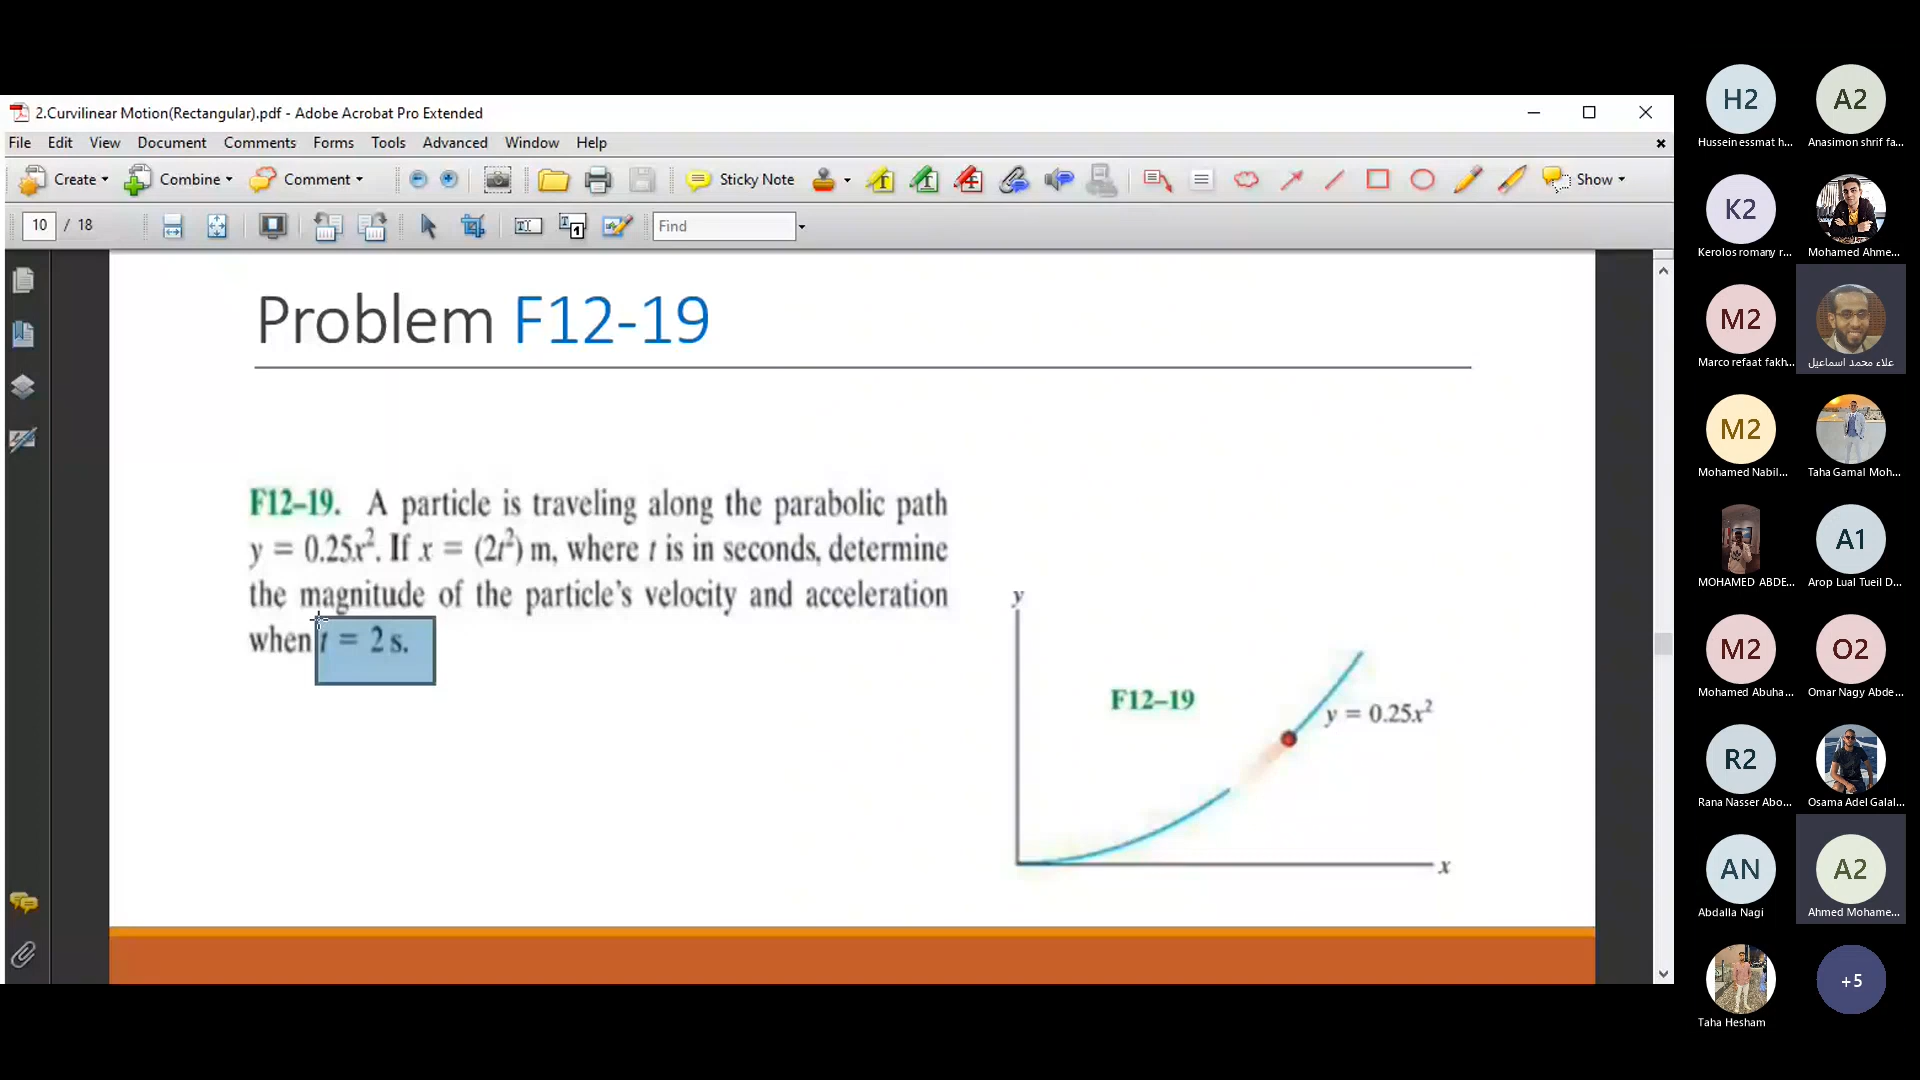 2.Curvilinear Motion(Rectangular).pdf - Adobe Acrobat Pro Extended
File Edit View Document Comments Forms Tools Advanced Window Help
Create Combine Comment Sticky Note Show
10 / 18 Find
Problem F12-19
F12–19. A particle is traveling along the parabolic path
y = 0.25x². If x = (2t²) m, where t is in seconds, determine
the magnitude of the particle's velocity and acceleration
when t = 2 s.
y
F12–19
y = 0.25x²
x
H2 A2
Hussein essmat h... Anasimon shrif fa...
K2
Kerolos romany r... Mohamed Ahme...
M2
Marco refaat fakh... علاء محمد اسماعيل
M2
Mohamed Nabil... Taha Gamal Moh...
A1
MOHAMED ABDE... Arop Lual Tueil D...
M2 O2
Mohamed Abuha... Omar Nagy Abde...
R2
Rana Nasser Abo... Osama Adel Galal...
AN A2
Abdalla Nagi Ahmed Mohame...
+5
Taha Hesham